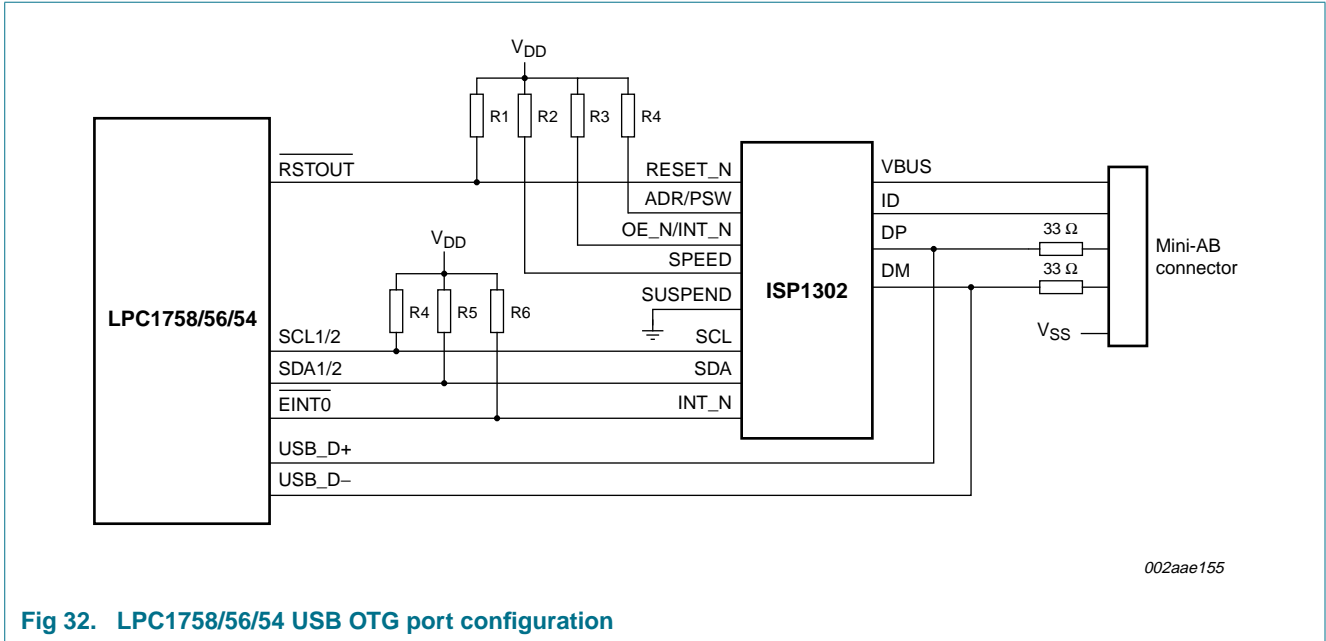 VDD
R1 R2 R3 R4
RSTOUT
RESET_N
VBUS
ADR/PSW
ID
OE_N/INT_N
DP
33 Ω
VDD
SPEED
DM
33 Ω
Mini-AB
connector
SUSPEND
ISP1302
LPC1758/56/54
R4 R5 R6
VSS
SCL1/2
SCL
SDA1/2
SDA
EINT0
INT_N
USB_D+
USB_D−
002aae155
Fig 32. LPC1758/56/54 USB OTG port configuration